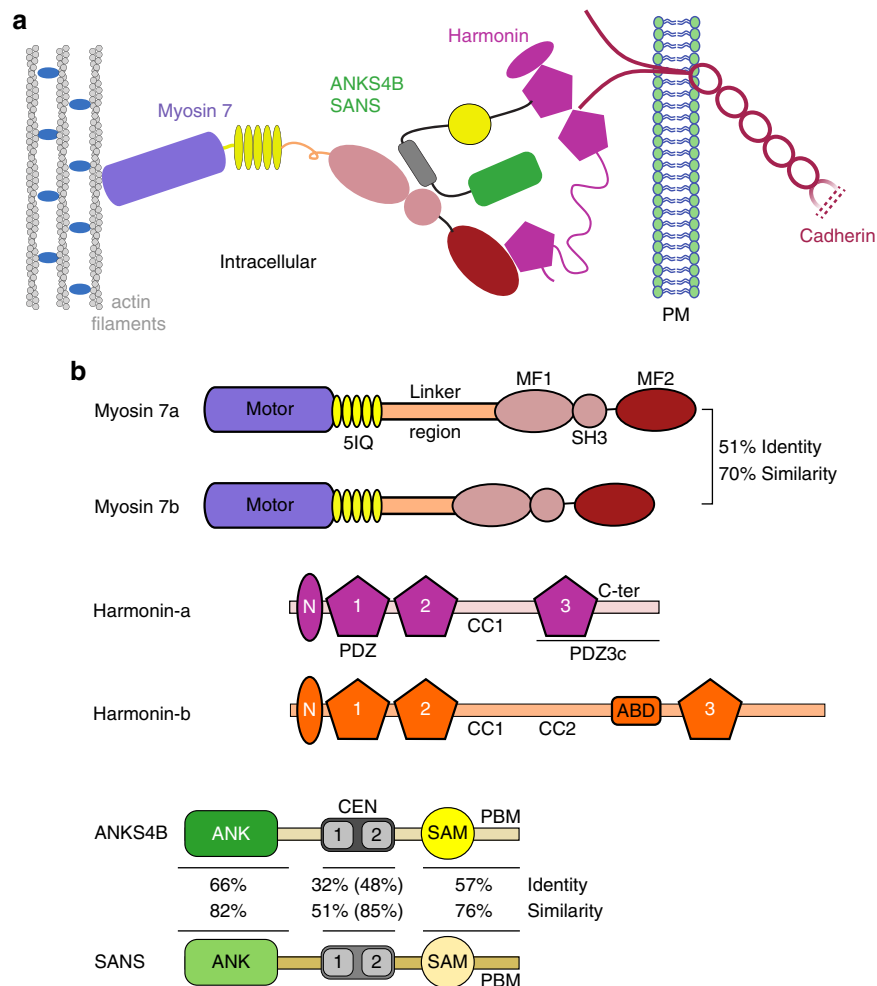 a
Harmonin
ANKS4B
SANS
Myosin 7
Cadherin
Intracellular
actin
filaments
PM
b
MF1
MF2
Linker
Myosin 7a
Motor
region
5IQ
SH3
51% Identity
70% Similarity
Myosin 7b
Motor
C-ter
Harmonin-a
N
1
2
3
CC1
PDZ
PDZ3c
Harmonin-b
N
1
2
ABD
3
CC1
CC2
CEN
PBM
ANKS4B
ANK
1
2
SAM
66%
32% (48%)
57%
Identity
82%
51% (85%)
76%
Similarity
SANS
ANK
1
2
SAM
PBM